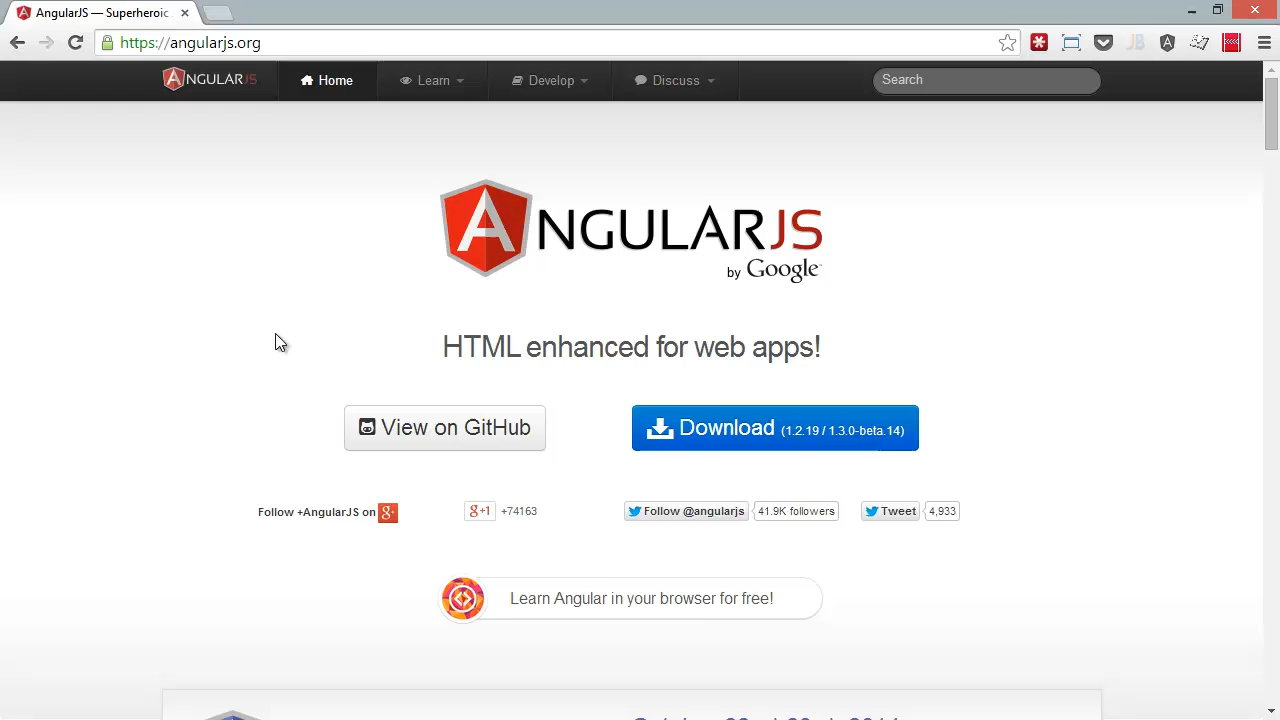 AngularJS — Superheroic
https://angularjs.org
ANGULARJS Home Learn Develop Discuss Search
ANGULARJS
by Google
HTML enhanced for web apps!
View on GitHub
Download (1.2.19 / 1.3.0-beta.14)
Follow +AngularJS on g+
g+1 +74163
Follow @angularjs 41.9K followers
Tweet 4,933
Learn Angular in your browser for free!